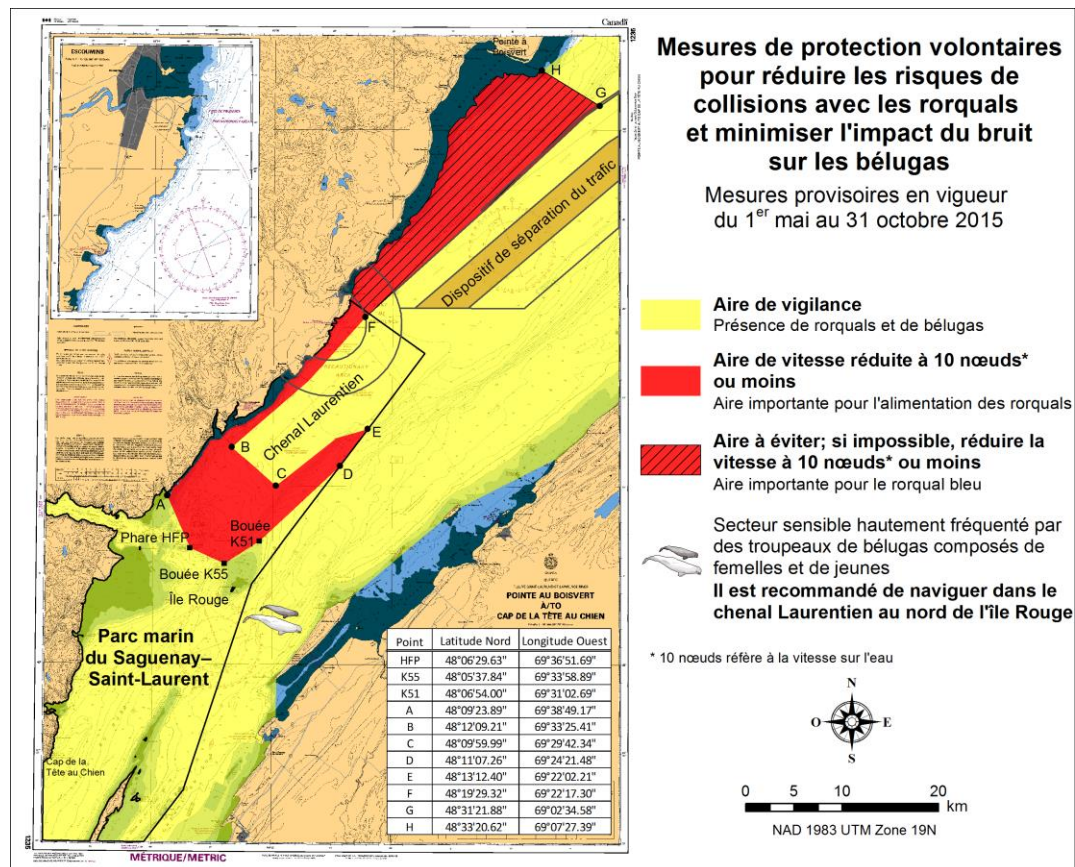 Canada
1236
ESCOUMINS
Pointe à
Boisvert
H
G
Dispositif de séparation du trafic
F
Chenal Laurentien
B
E
C
D
A
Bouée
K51
Phare HFP
Bouée K55
Île Rouge
POINTE AU BOISVERT
À/TO
CAP DE LA TÊTE AU CHIEN
Parc marin
du Saguenay–
Saint-Laurent
Cap de la
Tête au Chien
Point Latitude Nord Longitude Ouest
HFP 48°06'29.63" 69°36'51.69"
K55 48°05'37.84" 69°33'58.89"
K51 48°06'54.00" 69°31'02.69"
A 48°09'23.89" 69°38'49.17"
B 48°12'09.21" 69°33'25.41"
C 48°09'59.99" 69°29'42.34"
D 48°11'07.26" 69°24'21.48"
E 48°13'12.40" 69°22'02.21"
F 48°19'29.32" 69°22'17.30"
G 48°31'21.88" 69°02'34.58"
H 48°33'20.62" 69°07'27.39"
1236
MÉTRIQUE/METRIC
Mesures de protection volontaires
pour réduire les risques de
collisions avec les rorquals
et minimiser l'impact du bruit
sur les bélugas
Mesures provisoires en vigueur
du 1er mai au 31 octobre 2015
Aire de vigilance
Présence de rorquals et de bélugas
Aire de vitesse réduite à 10 nœuds*
ou moins
Aire importante pour l'alimentation des rorquals
Aire à éviter; si impossible, réduire la
vitesse à 10 nœuds* ou moins
Aire importante pour le rorqual bleu
Secteur sensible hautement fréquenté par
des troupeaux de bélugas composés de
femelles et de jeunes
Il est recommandé de naviguer dans le
chenal Laurentien au nord de l'île Rouge
* 10 nœuds réfère à la vitesse sur l'eau
N
O E
S
0 5 10 20
km
NAD 1983 UTM Zone 19N